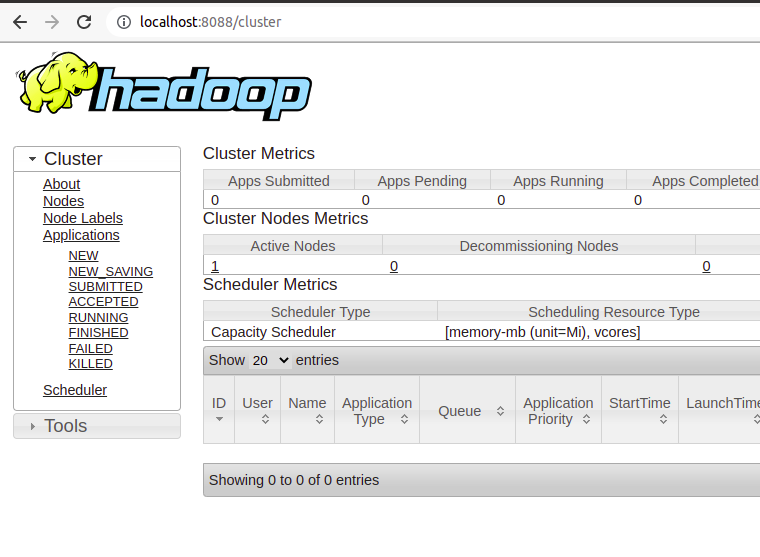 localhost:8088/cluster
hadoop
Cluster
About
Nodes
Node Labels
Applications
NEW
NEW_SAVING
SUBMITTED
ACCEPTED
RUNNING
FINISHED
FAILED
KILLED
Scheduler
Tools
Cluster Metrics
Apps Submitted Apps Pending Apps Running Apps Completed
0 0 0 0
Cluster Nodes Metrics
Active Nodes Decommissioning Nodes
1 0 0
Scheduler Metrics
Scheduler Type Scheduling Resource Type
Capacity Scheduler [memory-mb (unit=Mi), vcores]
Show 20 entries
ID User Name Application Type Queue Application Priority StartTime LaunchTime
Showing 0 to 0 of 0 entries